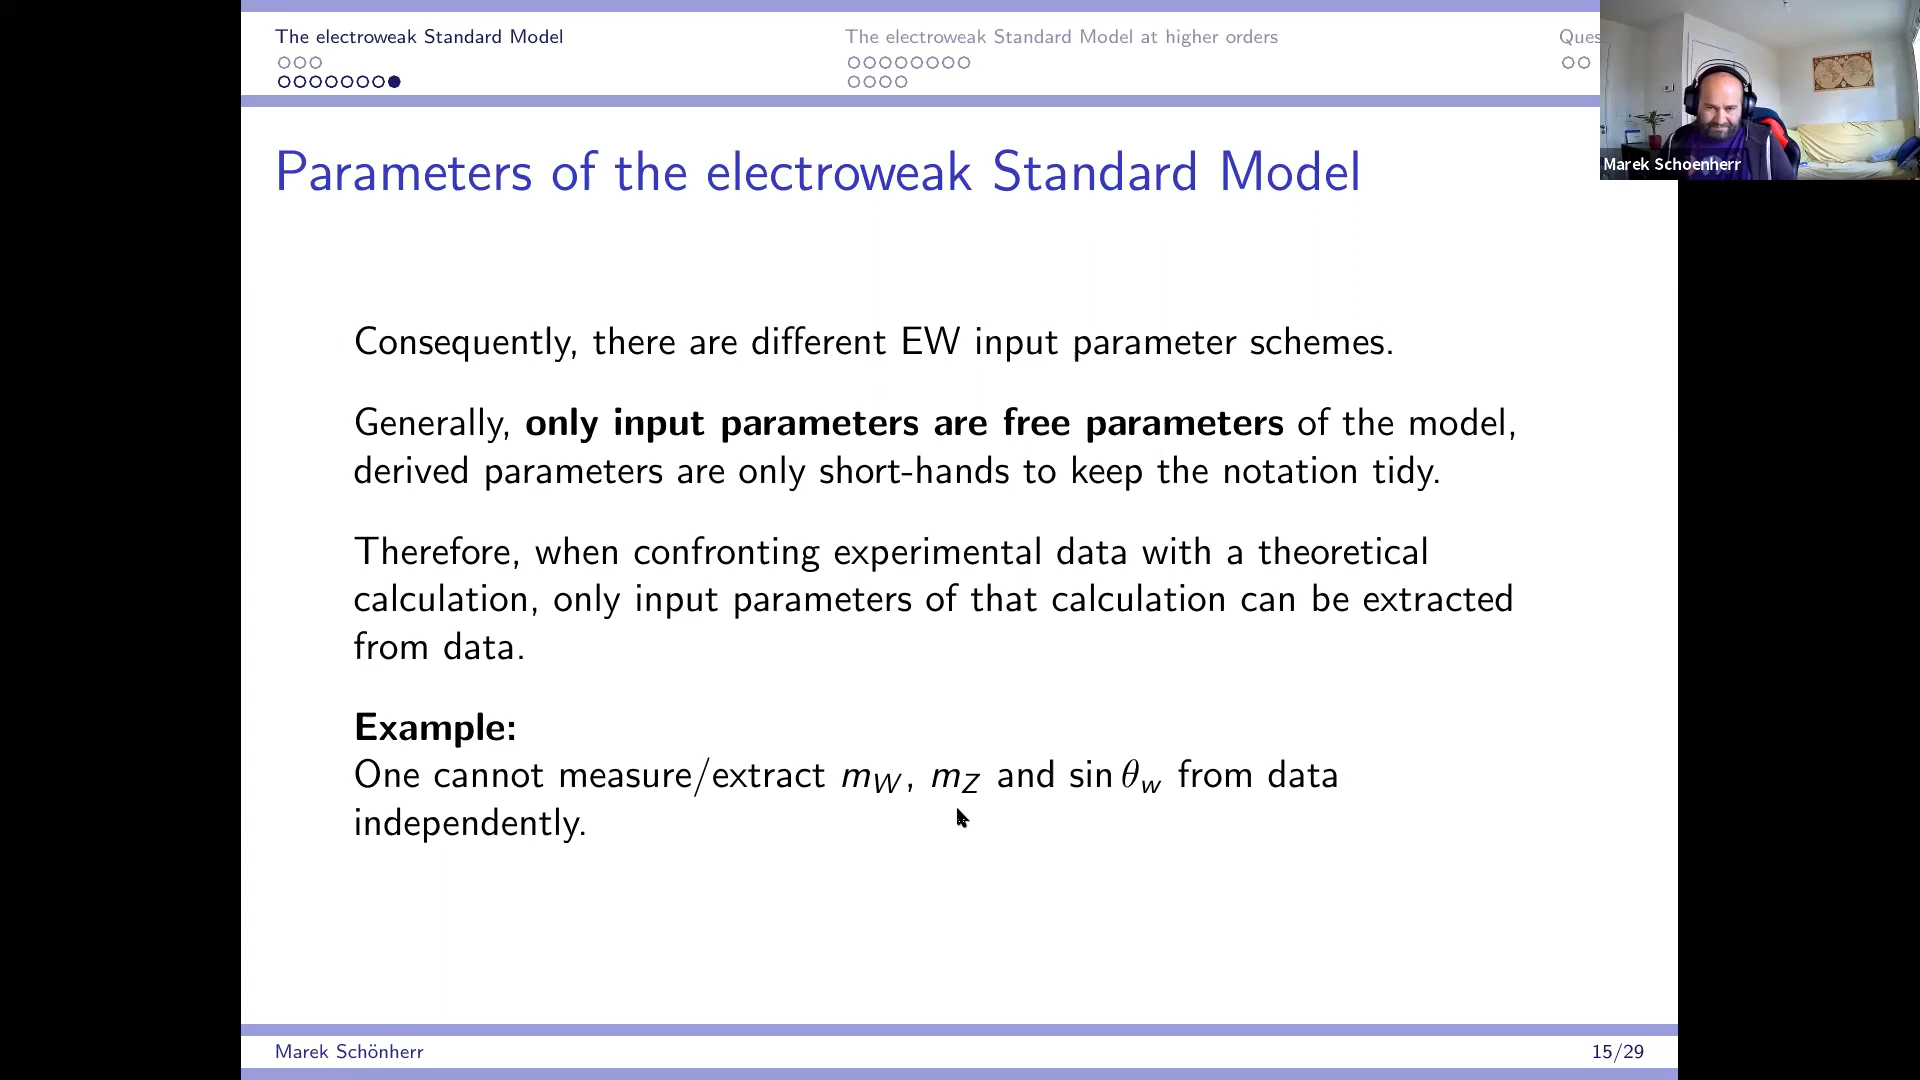 The electroweak Standard Model
The electroweak Standard Model at higher orders
Ques
Marek Schoenherr
Parameters of the electroweak Standard Model
Consequently, there are different EW input parameter schemes.
Generally, only input parameters are free parameters of the model,
derived parameters are only short-hands to keep the notation tidy.
Therefore, when confronting experimental data with a theoretical
calculation, only input parameters of that calculation can be extracted
from data.
Example:
One cannot measure/extract m_W, m_Z and sin θ_w from data
independently.
Marek Schönherr
15/29